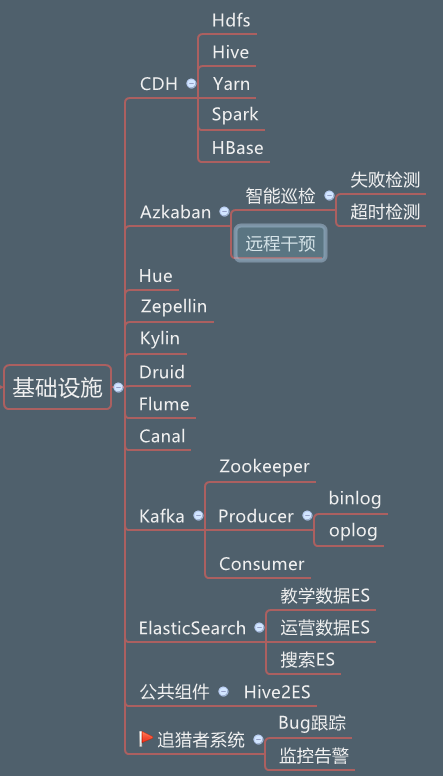 Hdfs
Hive
CDH
Yarn
Spark
HBase
失败检测
智能巡检
Azkaban
超时检测
远程干预
Hue
Zepellin
Kylin
Druid
基础设施
Flume
Canal
Zookeeper
binlog
Kafka
Producer
oplog
Consumer
教学数据ES
ElasticSearch
运营数据ES
搜索ES
公共组件
Hive2ES
Bug跟踪
追猎者系统
监控告警